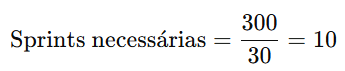 Sprints necessárias = 300/30 = 10